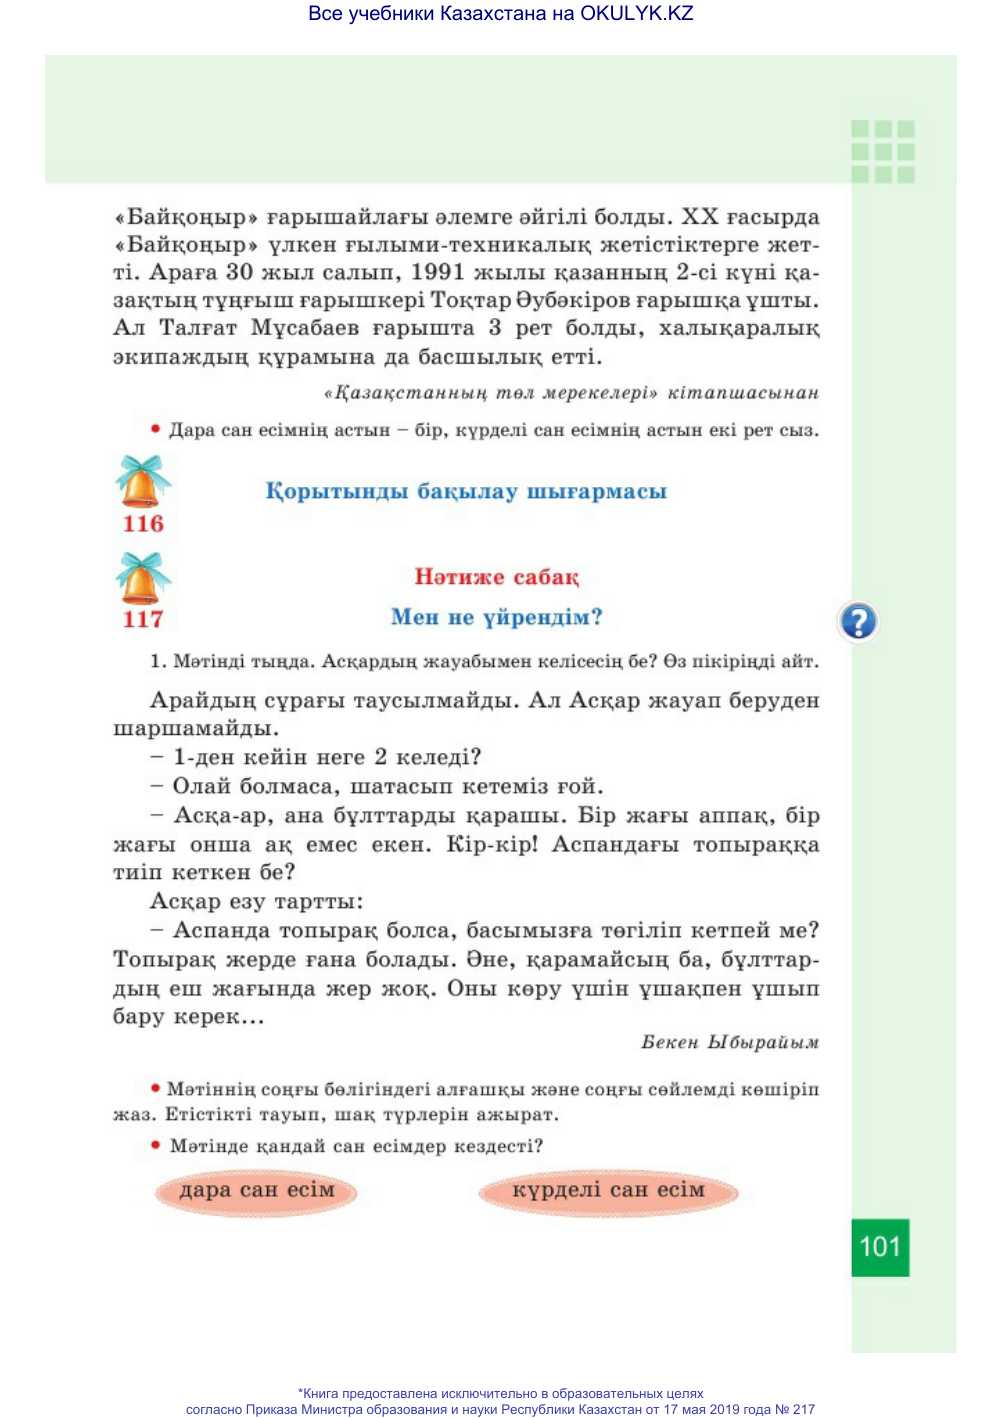 Все учебники Казахстана на OKULYK.KZ
«Байқоңыр» ғарышайлағы әлемге әйгілі болды. ХХ ғасырда
«Байқоңыр» үлкен ғылыми-техникалық жетістіктерге жет-
ті. Араға 30 жыл салып, 1991 жылы қазанның 2-сі күні қа-
зақтың тұңғыш ғарышкері Тоқтар Әубәкіров ғарышқа ұшты.
Ал Талғат Мұсабаев ғарышта 3 рет болды, халықаралық
экипаждың құрамына да басшылық етті.
«Қазақстанның төл мерекелері» кітапшасынан
• Дара сан есімнің астын – бір, күрделі сан есімнің астын екі рет сыз.
Қорытынды бақылау шығармасы
116
Нәтиже сабақ
117
Мен не үйрендім?
?
1. Мәтінді тыңда. Асқардың жауабымен келісесің бе? Өз пікіріңді айт.
Арайдың сұрағы таусылмайды. Ал Асқар жауап беруден
шаршамайды.
– 1-ден кейін неге 2 келеді?
– Олай болмаса, шатасып кетеміз ғой.
– Асқа-ар, ана бұлттарды қарашы. Бір жағы аппақ, бір
жағы онша ақ емес екен. Кір-кір! Аспандағы топыраққа
тиіп кеткен бе?
Асқар езу тартты:
– Аспанда топырақ болса, басымызға төгіліп кетпей ме?
Топырақ жерде ғана болады. Әне, қарамайсың ба, бұлттар-
дың еш жағында жер жоқ. Оны көру үшін ұшақпен ұшып
бару керек...
Бекен Ыбырайым
• Мәтіннің соңғы бөлігіндегі алғашқы және соңғы сөйлемді көшіріп
жаз. Етістікті тауып, шақ түрлерін ажырат.
• Мәтінде қандай сан есімдер кездесті?
дара сан есім күрделі сан есім
101
*Книга предоставлена исключительно в образовательных целях
согласно Приказа Министра образования и науки Республики Казахстан от 17 мая 2019 года № 217